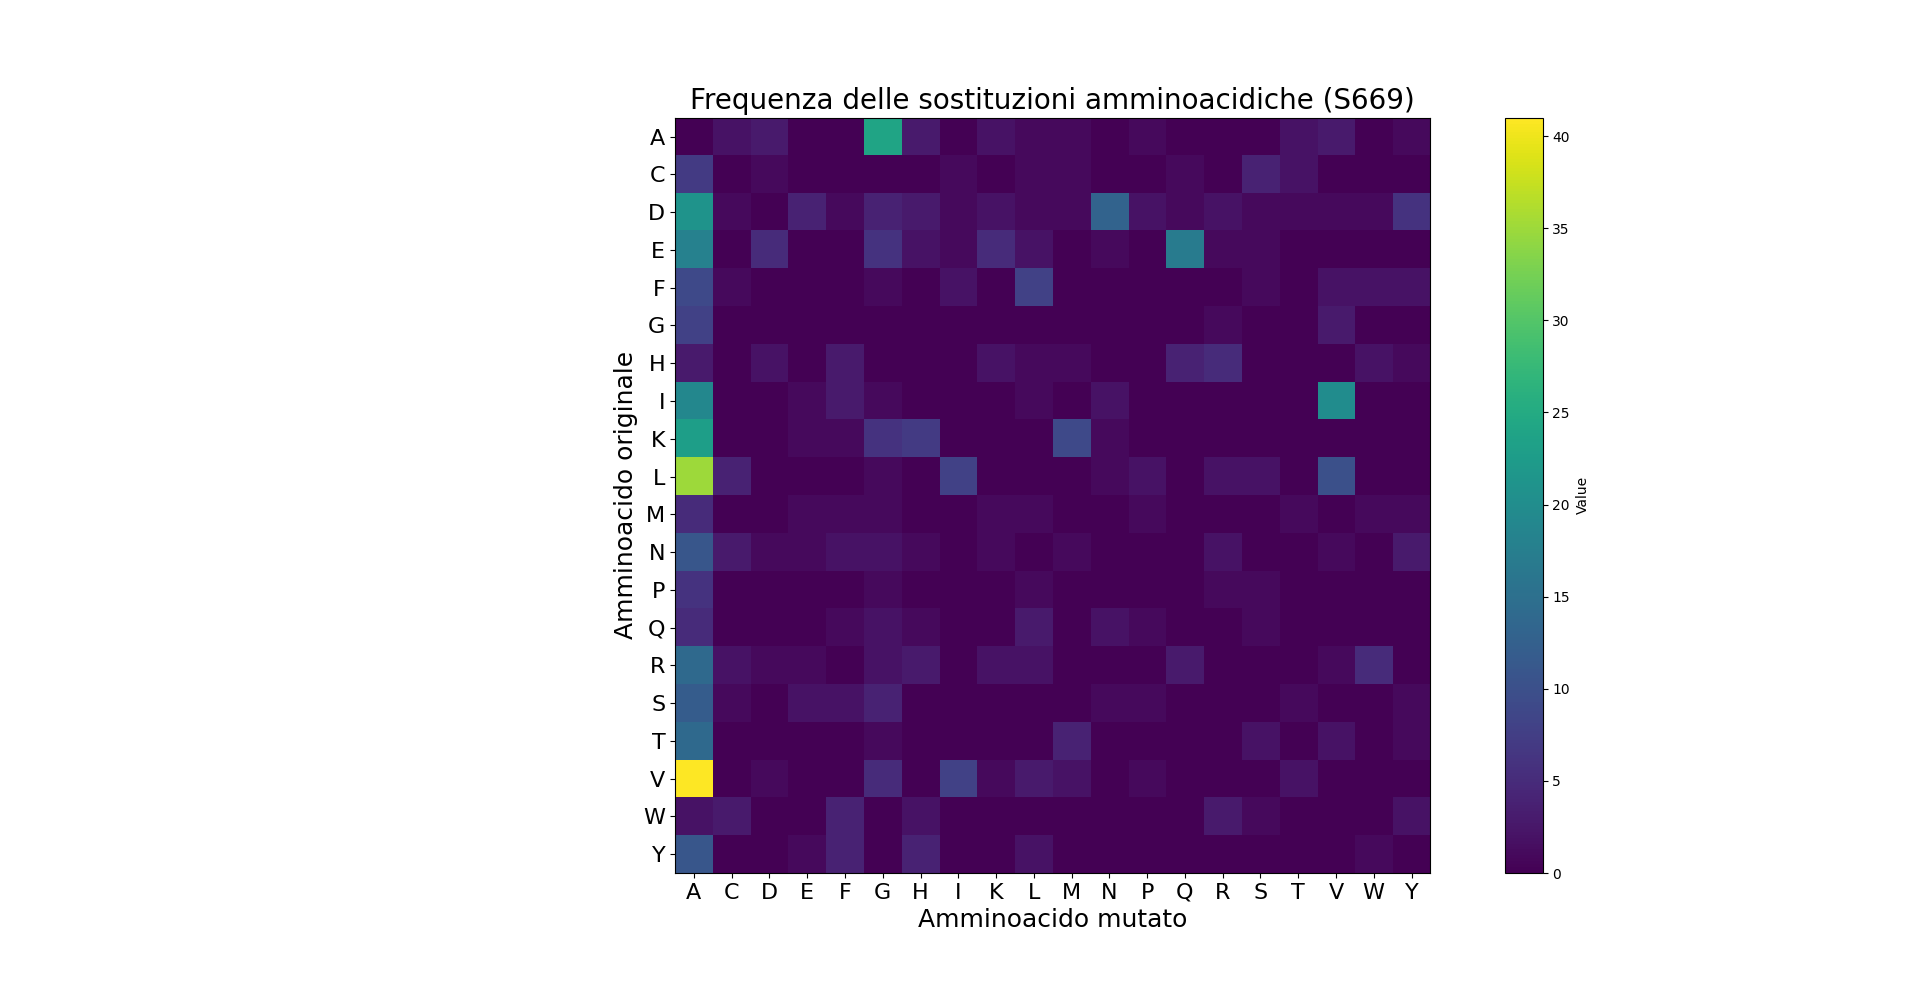 Frequenza delle sostituzioni amminoacidiche (S669)
Amminoacido originale
A
C
D
E
F
G
H
I
K
L
M
N
P
Q
R
S
T
V
W
Y
A C D E F G H I K L M N P Q R S T V W Y
Amminoacido mutato
40
35
30
25
20
15
10
5
0
Value